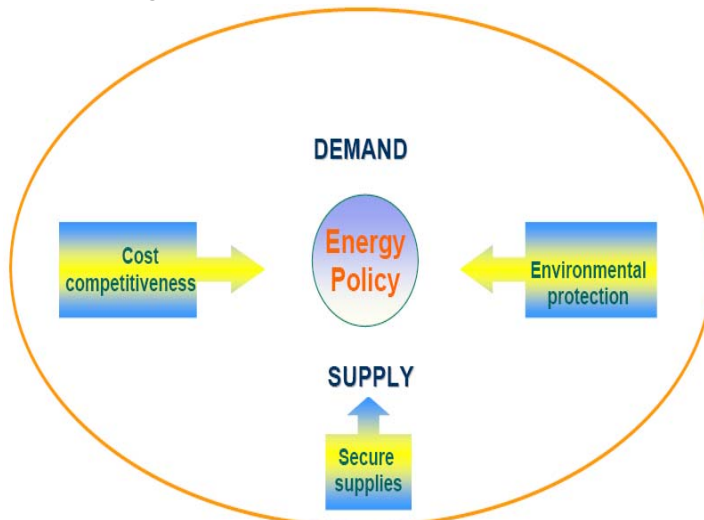 DEMAND
Cost
competitiveness
Energy
Policy
Environmental
protection
SUPPLY
Secure
supplies